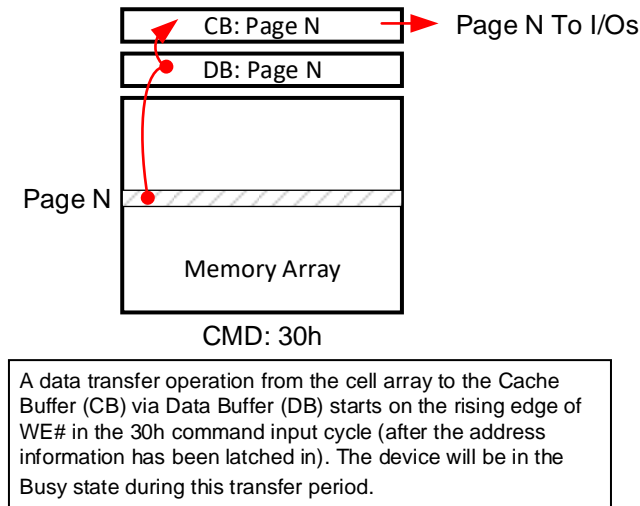 CB: Page N
Page N To I/Os
DB: Page N
Page N
Memory Array
CMD: 30h
A data transfer operation from the cell array to the Cache
Buffer (CB) via Data Buffer (DB) starts on the rising edge of
WE# in the 30h command input cycle (after the address
information has been latched in). The device will be in the
Busy state during this transfer period.